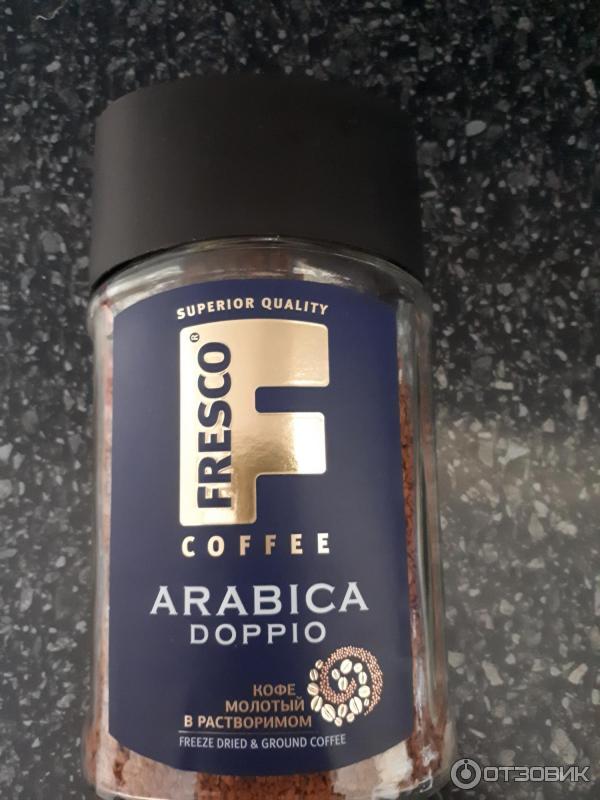 SUPERIOR QUALITY
FRESCO®
F
COFFEE
ARABICA
DOPPIO
КОФЕ
МОЛОТЫЙ
В РАСТВОРИМОМ
FREEZE DRIED & GROUND COFFEE
ОТЗОВИК